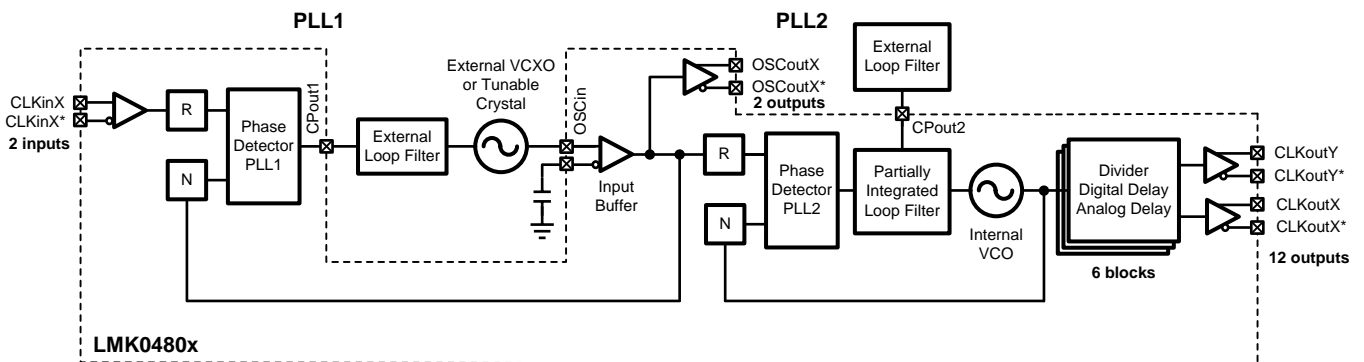 PLL1
PLL2
CLKinX
CLKinX*
2 inputs
R
N
Phase
Detector
PLL1
CPout1
External
Loop Filter
External VCXO
or Tunable
Crystal
OSCin
Input
Buffer
OSCoutX
OSCoutX*
2 outputs
R
N
Phase
Detector
PLL2
External
Loop Filter
CPout2
Partially
Integrated
Loop Filter
Internal
VCO
Divider
Digital Delay
Analog Delay
6 blocks
CLKoutY
CLKoutY*
CLKoutX
CLKoutX*
12 outputs
LMK0480x